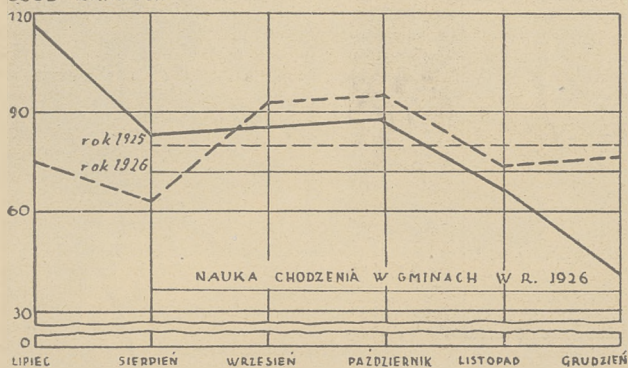 120
90
rok 1925
rok 1926
60
NAUKA CHODZENIA W GMINACH W R. 1926
30
0
LIPIEC SIERPIEŃ WRZESIEŃ PAŹDZIERNIK LISTOPAD GRUDZIEŃ